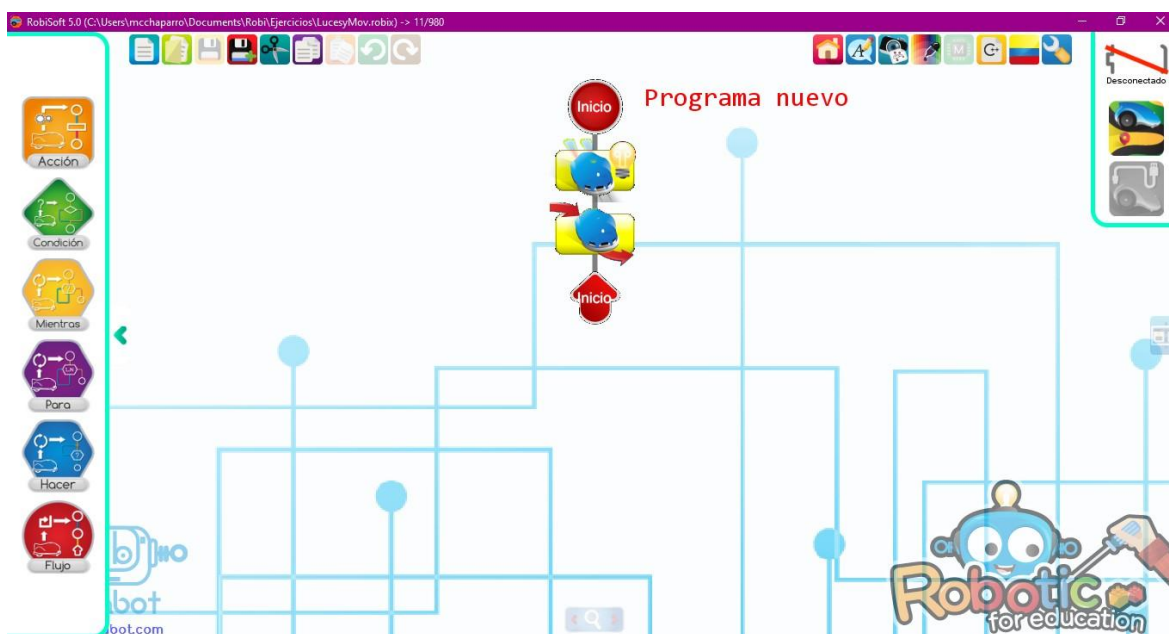 RobiSoft 5.0 (C:\Users\mcchaparro\Documents\Robi\Ejercicios\LucesyMov.robix) -> 11/980
Desconectado
Inicio
Programa nuevo
Inicio
Acción
Condición
Mientras
Para
Hacer
Flujo
bot
bot.com
Robotic
for education